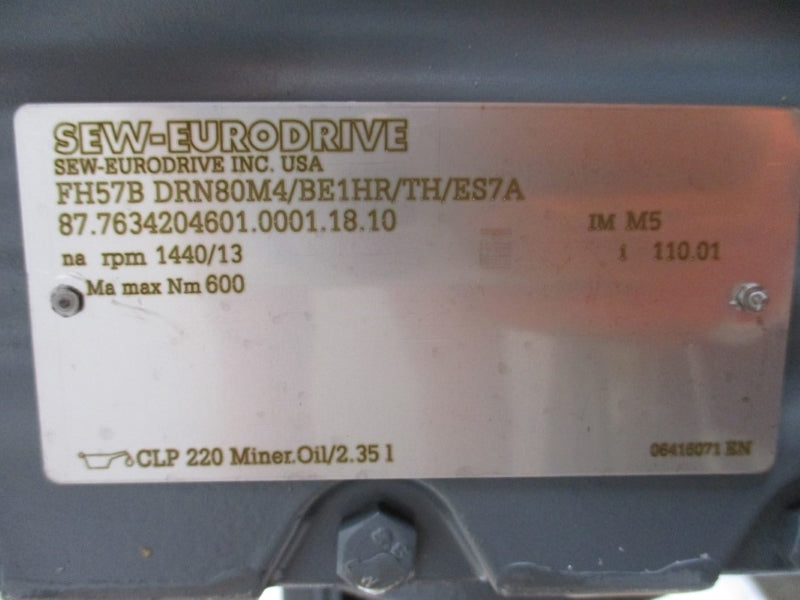 SEW-EURODRIVE
SEW-EURODRIVE INC. USA
FH57B DRN80M4/BE1HR/TH/ES7A
87.7634204601.0001.18.10 IM M5
na rpm 1440/13 i 110.01
Ma max Nm 600
CLP 220 Miner.Oil/2.35 l
06416071 EN